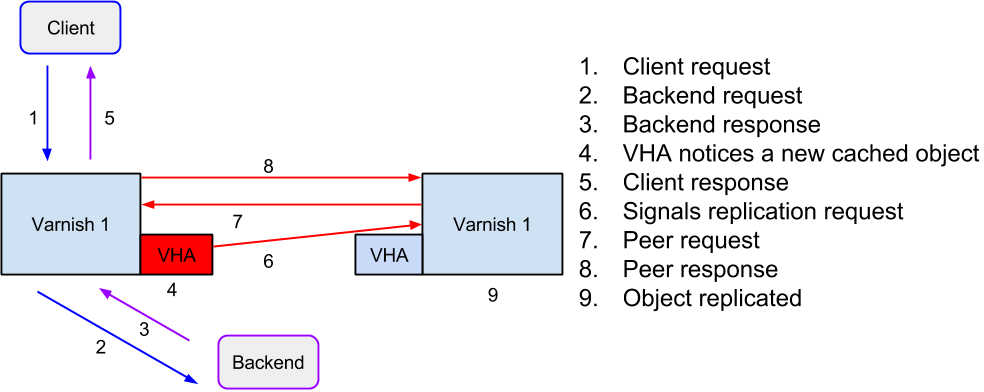 Client
1
5
Varnish 1
VHA
4
8
7
6
VHA
Varnish 1
9
3
2
Backend
1. Client request
2. Backend request
3. Backend response
4. VHA notices a new cached object
5. Client response
6. Signals replication request
7. Peer request
8. Peer response
9. Object replicated